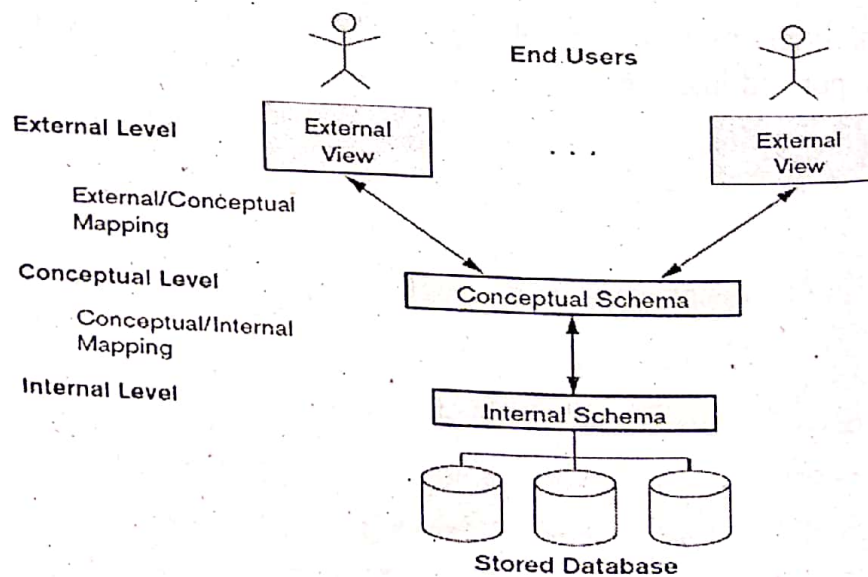 End Users
External Level
External
View
. . .
External
View
External/Conceptual
Mapping
Conceptual Level
Conceptual Schema
Conceptual/Internal
Mapping
Internal Level
Internal Schema
Stored Database